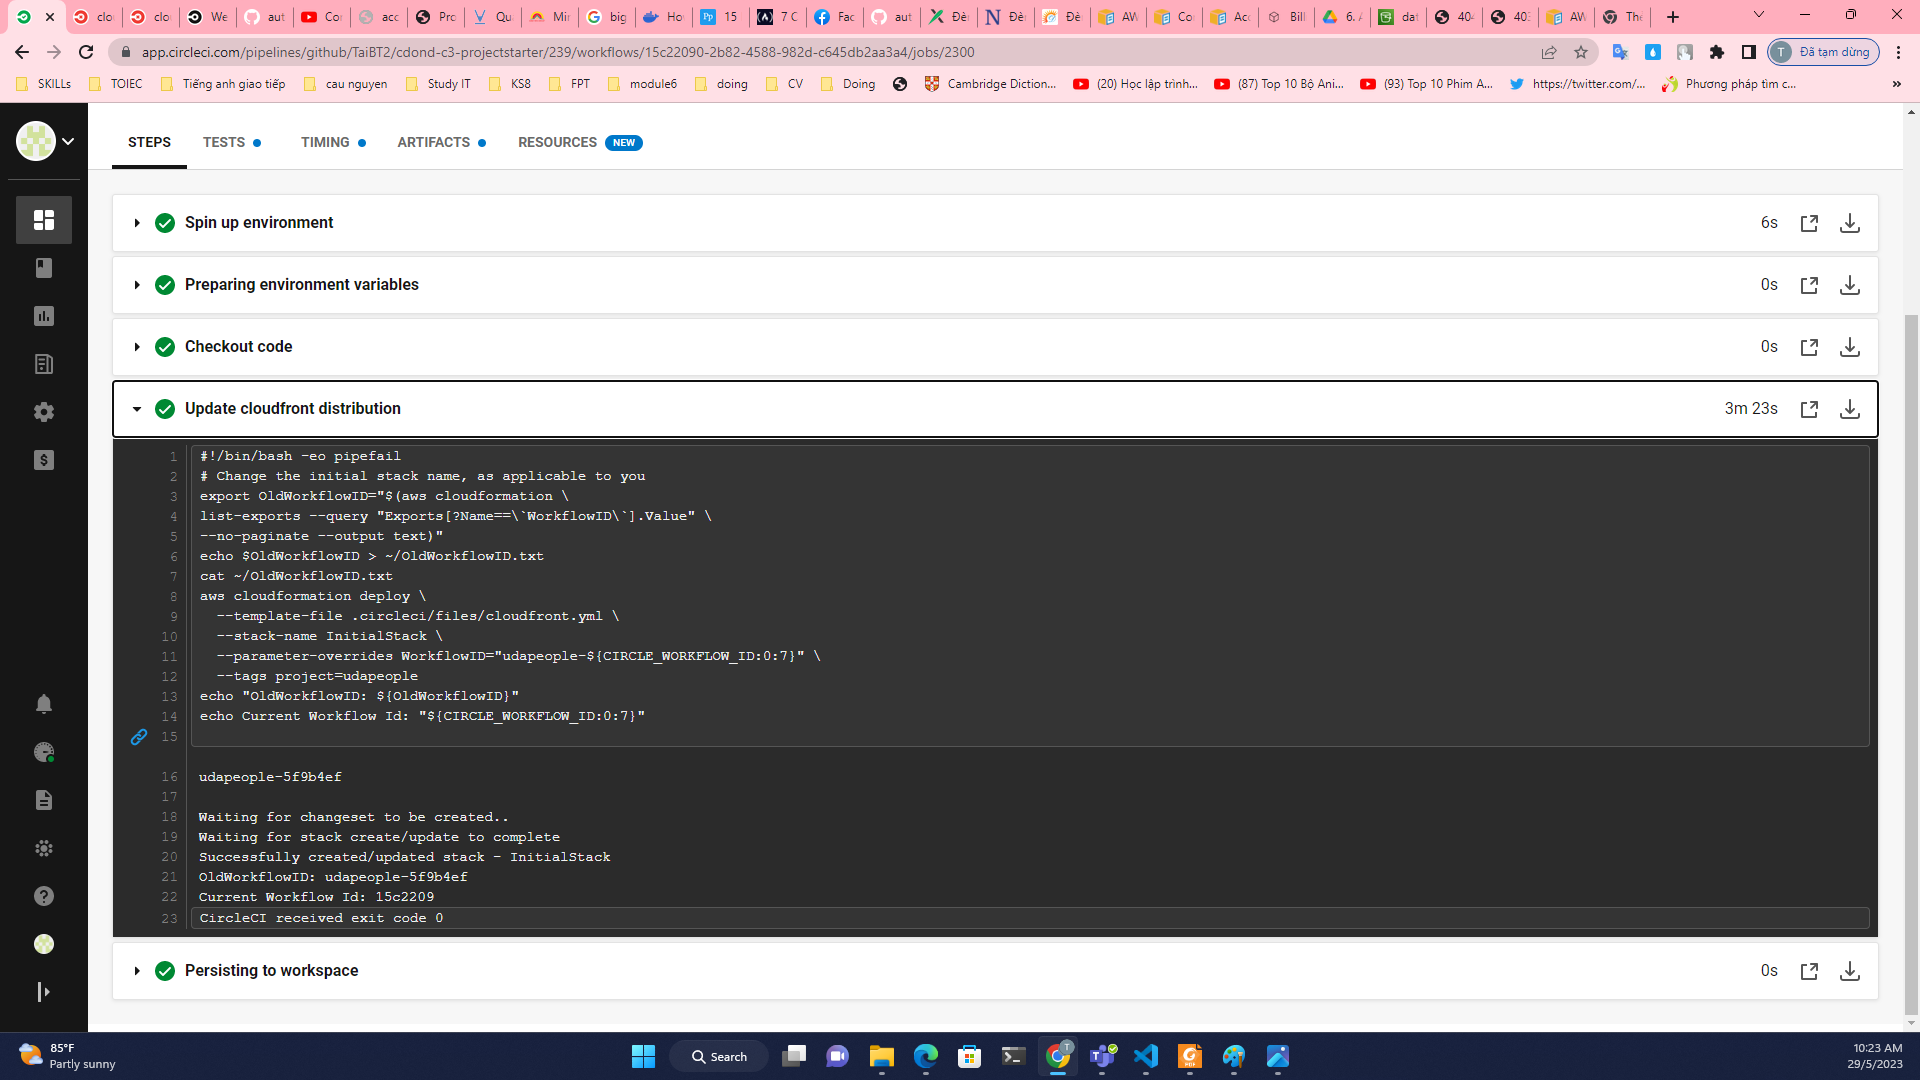 clo
clo
We
aut
Co
acc
Pro
Qu
Mi
big
Ho
15
7 C
Fac
aut
Đè
Đè
Đè
AW
Co
Acc
Bill
6. /
dat
404
403
AW
Th
app.circleci.com/pipelines/github/TaiBT2/cdond-c3-projectstarter/239/workflows/15c22090-2b82-4588-982d-c645db2aa3a4/jobs/2300
T Đã tạm dừng
SKILLs
TOIEC
Tiếng anh giao tiếp
cau nguyen
Study IT
KS8
FPT
module6
doing
CV
Doing
Cambridge Diction...
(20) Học lập trình...
(87) Top 10 Bộ Ani...
(93) Top 10 Phim A...
https://twitter.com/...
Phương pháp tìm c...
»
STEPS
TESTS
TIMING
ARTIFACTS
RESOURCES NEW
Spin up environment 6s
Preparing environment variables 0s
Checkout code 0s
Update cloudfront distribution 3m 23s
1 #!/bin/bash -eo pipefail
2 # Change the initial stack name, as applicable to you
3 export OldWorkflowID="$(aws cloudformation \
4 list-exports --query "Exports[?Name==\`WorkflowID\`].Value" \
5 --no-paginate --output text)"
6 echo $OldWorkflowID > ~/OldWorkflowID.txt
7 cat ~/OldWorkflowID.txt
8 aws cloudformation deploy \
9   --template-file .circleci/files/cloudfront.yml \
10   --stack-name InitialStack \
11   --parameter-overrides WorkflowID="udapeople-${CIRCLE_WORKFLOW_ID:0:7}" \
12   --tags project=udapeople
13 echo "OldWorkflowID: ${OldWorkflowID}"
14 echo Current Workflow Id: "${CIRCLE_WORKFLOW_ID:0:7}"
15
16 udapeople-5f9b4ef
17
18 Waiting for changeset to be created..
19 Waiting for stack create/update to complete
20 Successfully created/updated stack - InitialStack
21 OldWorkflowID: udapeople-5f9b4ef
22 Current Workflow Id: 15c2209
23 CircleCI received exit code 0
Persisting to workspace 0s
85°F
Partly sunny
Search
10:23 AM
29/5/2023